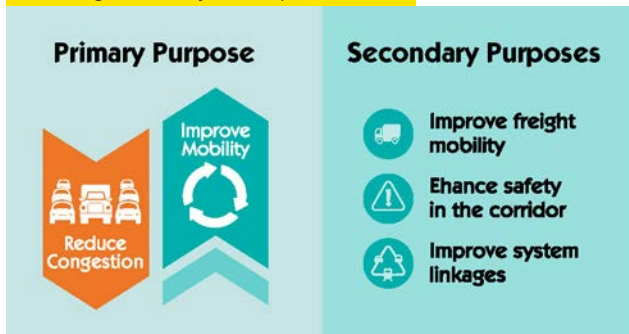 Primary Purpose
Reduce
Congestion
Improve
Mobility
Secondary Purposes
Improve freight
mobility
Ehance safety
in the corridor
Improve system
linkages